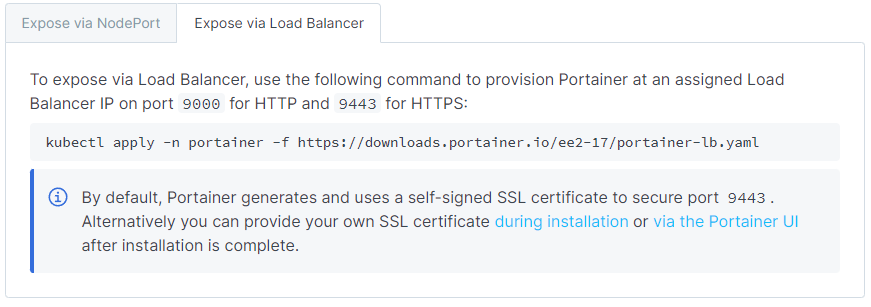 Expose via NodePort
Expose via Load Balancer
To expose via Load Balancer, use the following command to provision Portainer at an assigned Load
Balancer IP on port 9000 for HTTP and 9443 for HTTPS:
kubectl apply -n portainer -f https://downloads.portainer.io/ee2-17/portainer-lb.yaml
By default, Portainer generates and uses a self-signed SSL certificate to secure port 9443.
Alternatively you can provide your own SSL certificate during installation or via the Portainer UI
after installation is complete.